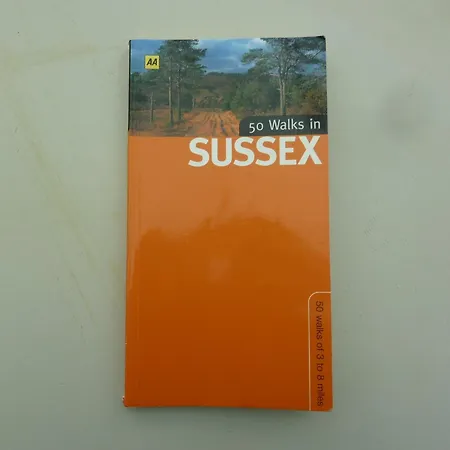 AA
50 Walks in
SUSSEX
50 walks of 3 to 8 miles